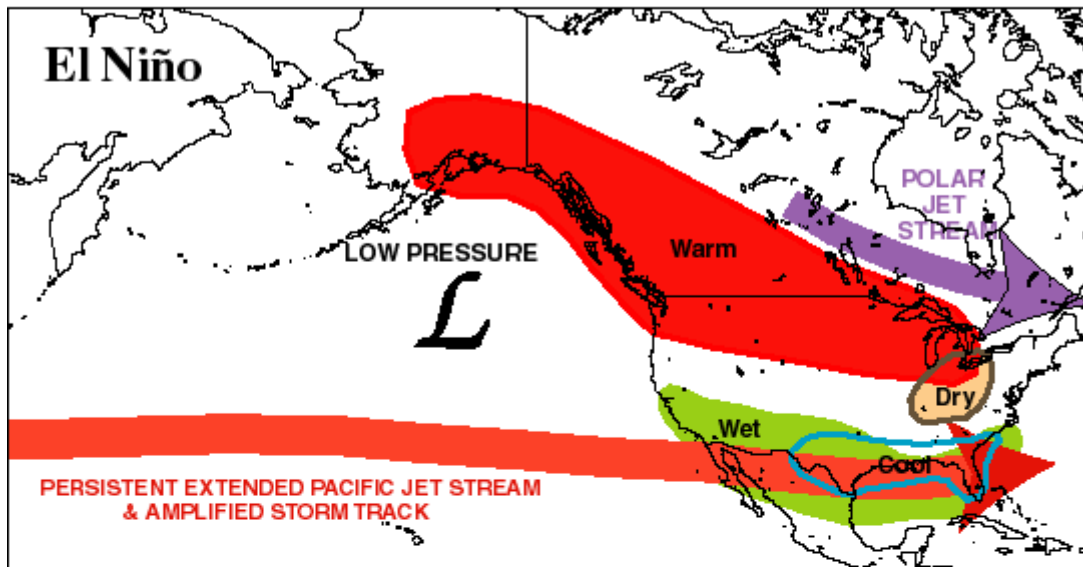 El Niño
POLAR
JET
STREAM
LOW PRESSURE
Warm
L
Dry
Wet
Cool
PERSISTENT EXTENDED PACIFIC JET STREAM
& AMPLIFIED STORM TRACK